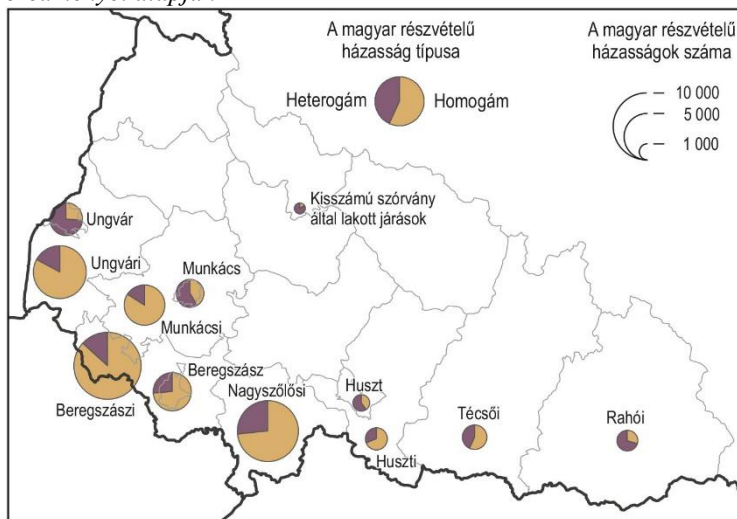 A magyar részvételű
házasság típusa
Heterogám
Homogám
A magyar részvételű
házasságok száma
10 000
5 000
1 000
Kisszámú szórvány
által lakott járások
Ungvár
Ungvári
Munkács
Munkácsi
Beregszászi
Beregszász
Nagyszőlősi
Huszt
Huszti
Técsői
Rahói